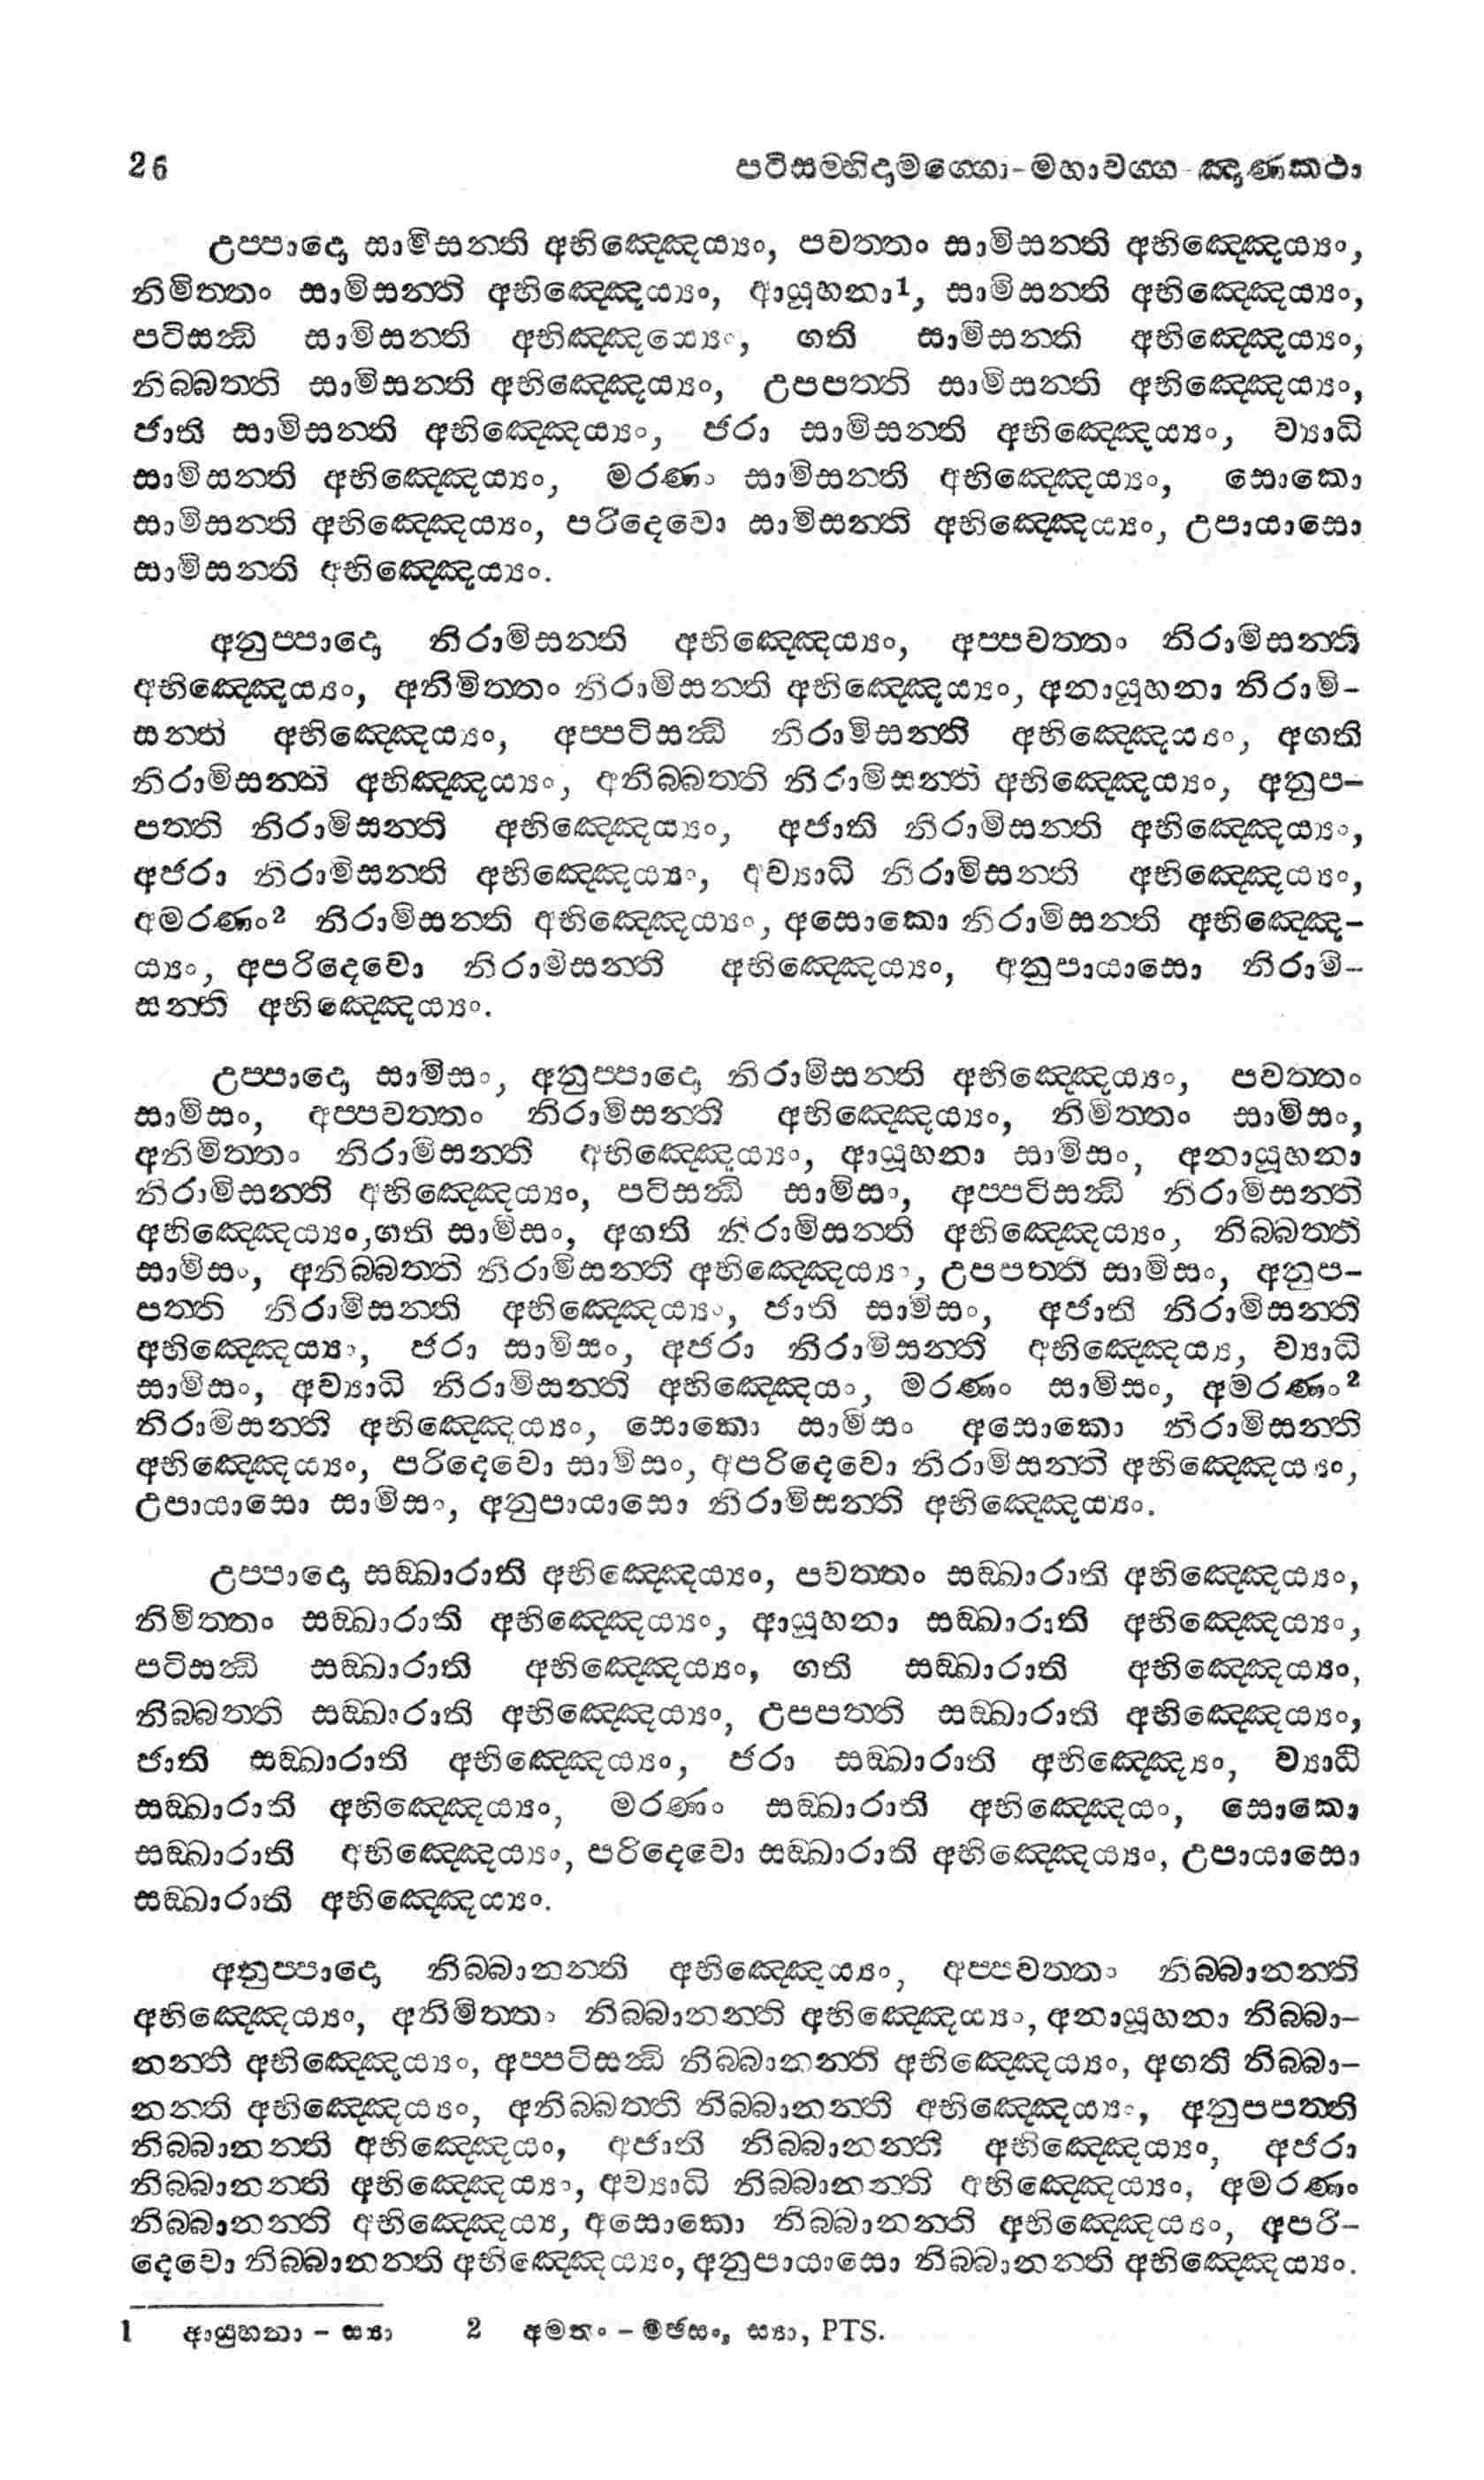 26 පටිසම්භිදාමග්ගො-මහාවග්ග - ඤාණකථා
උප්පාදො සාමිසන්ති අභිඤ්ඤෙය්‍යං, පවත්තං සාමිසන්ති අභිඤ්ඤෙය්‍යං,
නිමිත්තං සාමිසන්ති අභිඤ්ඤෙය්‍යං, ආයූහනා¹, සාමිසන්ති අභිඤ්ඤෙය්‍යං,
පටිසන්ධි සාමිසන්ති අභිඤ්ඤය්‍යෙං, ගති සාමිසන්ති අභිඤ්ඤෙය්‍යං,
නිබ්බත්ති සාමිසන්ති අභිඤ්ඤෙය්‍යං, උපපත්ති සාමිසන්ති අභිඤ්ඤෙය්‍යං,
ජාති සාමිසන්ති අභිඤ්ඤෙය්‍යං, ජරා සාමිසන්ති අභිඤ්ඤෙය්‍යං, ව්‍යාධි
සාමිසන්ති අභිඤ්ඤෙය්‍යං, මරණං සාමිසන්ති අභිඤ්ඤෙය්‍යං, සොකො
සාමිසන්ති අභිඤ්ඤෙය්‍යං, පරිදෙවො සාමිසන්ති අභිඤ්ඤෙය්‍යං, උපායාසො
සාමිසන්ති අභිඤ්ඤෙය්‍යං.
අනුප්පාදො නිරාමිසන්ති අභිඤ්ඤෙය්‍යං, අප්පවත්තං නිරාමිසන්ති
අභිඤ්ඤෙය්‍යං, අනිමිත්තං නිරාමිසන්ති අභිඤ්ඤෙය්‍යං, අනායූහනා නිරාමි-
සන්ති අභිඤ්ඤෙය්‍යං, අප්පටිසන්ධි නිරාමිසන්ති අභිඤ්ඤෙය්‍යං, අගති
නිරාමිසන්ති අභිඤ්ඤය්‍යං, අනිබ්බත්ති නිරාමිසන්ති අභිඤ්ඤෙය්‍යං, අනුප-
පත්ති නිරාමිසන්ති අභිඤ්ඤෙය්‍යං, අජාති නිරාමිසන්ති අභිඤ්ඤෙය්‍යං,
අජරා නිරාමිසන්ති අභිඤ්ඤෙය්‍යං, අව්‍යාධි නිරාමිසන්ති අභිඤ්ඤෙය්‍යං,
අමරණං² නිරාමිසන්ති අභිඤ්ඤෙය්‍යං, අසොකො නිරාමිසන්ති අභිඤ්ඤෙ-
ය්‍යං, අපරිදෙවො නිරාමිසන්ති අභිඤ්ඤෙය්‍යං, අනුපායාසො නිරාමි-
සන්ති අභිඤ්ඤෙය්‍යං.
උප්පාදො සාමිසං, අනුප්පාදො නිරාමිසන්ති අභිඤ්ඤෙය්‍යං, පවත්තං
සාමිසං, අප්පවත්තං නිරාමිසන්ති අභිඤ්ඤෙය්‍යං, නිමිත්තං සාමිසං,
අනිමිත්තං නිරාමිසන්ති අභිඤ්ඤෙය්‍යං, ආයූහනා සාමිසං, අනායූහනා
නිරාමිසන්ති අභිඤ්ඤෙය්‍යං, පටිසන්ධි සාමිසං, අප්පටිසන්ධි නිරාමිසන්ති
අභිඤ්ඤෙය්‍යං,ගති සාමිසං, අගති නිරාමිසන්ති අභිඤ්ඤෙය්‍යං, නිබ්බත්ති
සාමිසං, අනිබ්බත්ති නිරාමිසන්ති අභිඤ්ඤෙය්‍යං, උපපත්ති සාමිසං, අනුප-
පත්ති නිරාමිසන්ති අභිඤ්ඤෙය්‍යං, ජාති සාමිසං, අජාති නිරාමිසන්ති
අභිඤ්ඤෙය්‍යං, ජරා සාමිසං, අජරා නිරාමිසන්ති අභිඤ්ඤෙය්‍ය, ව්‍යාධි
සාමිසං, අව්‍යාධි නිරාමිසන්ති අභිඤ්ඤෙයං, මරණං සාමිසං, අමරණං²
නිරාමිසන්ති අභිඤ්ඤෙය්‍යං, සොකො සාමිසං අසොකො නිරාමිසන්ති
අභිඤ්ඤෙය්‍යං, පරිදෙවො සාමිසං, අපරිදෙවො නිරාමිසන්ති අභිඤ්ඤෙය්‍යං,
උපායාසො සාමිසං, අනුපායාසො නිරාමිසන්ති අභිඤ්ඤෙය්‍යං.
උප්පාදො සඞ්ඛාරාති අභිඤ්ඤෙය්‍යං, පවත්තං සඞ්ඛාරාති අභිඤ්ඤෙය්‍යං,
නිමිත්තං සඞ්ඛාරාති අභිඤ්ඤෙය්‍යං, ආයූහනා සඞ්ඛාරාති අභිඤ්ඤෙය්‍යං,
පටිසන්ධි සඞ්ඛාරාති අභිඤ්ඤෙය්‍යං, ගති සඞ්ඛාරාති අභිඤ්ඤෙය්‍යං,
නිබ්බත්ති සඞ්ඛාරාති අභිඤ්ඤෙය්‍යං, උපපත්ති සඞ්ඛාරාති අභිඤ්ඤෙය්‍යං,
ජාති සඞ්ඛාරාති අභිඤ්ඤෙය්‍යං, ජරා සඞ්ඛාරාති අභිඤ්ඤේ‍යං, ව්‍යාධි
සඞ්ඛාරාති අභිඤ්ඤෙය්‍යං, මරණං සඞ්ඛාරාති අභිඤ්ඤෙයං, සොකො
සඞ්ඛාරාති අභිඤ්ඤෙය්‍යං, පරිදෙවො සඞ්ඛාරාති අභිඤ්ඤෙය්‍යං, උපායාසො
සඞ්ඛාරාති අභිඤ්ඤෙය්‍යං.
අනුප්පාදො නිබ්බානන්ති අභිඤ්ඤෙය්‍යං, අප්පවත්තං නිබ්බානන්ති
අභිඤ්ඤෙය්‍යං, අනිමිත්තං නිබ්බානන්ති අභිඤ්ඤෙය්‍යං, අනායූහනා නිබ්බා-
නන්ති අභිඤ්ඤෙය්‍යං, අප්පටිසන්ධි නිබ්බානන්ති අභිඤ්ඤෙය්‍යං, අගති නිබ්බා-
නන්ති අභිඤ්ඤෙය්‍යං, අනිබ්බත්ති නිබ්බානන්ති අභිඤ්ඤෙය්‍යං, අනුපපත්ති
නිබ්බානන්ති අභිඤ්ඤෙයං, අජාති නිබ්බානන්ති අභිඤ්ඤෙය්‍යං, අජරා
නිබ්බානන්ති අභිඤ්ඤෙය්‍යං, අව්‍යාධි නිබ්බානන්ති අභිඤ්ඤෙය්‍යං, අමරණං
නිබ්බානන්ති අභිඤ්ඤෙය්‍ය, අසොකො නිබ්බානන්ති අභිඤ්ඤෙය්‍යං, අපරි-
දෙවො නිබ්බානන්ති අභිඤ්ඤෙය්‍යං, අනුපායාසො නිබ්බානන්ති අභිඤ්ඤෙය්‍යං.
1 ආයුහනා - ස්‍යා 2 අමතං - මඡසං, ස්‍යා, PTS.